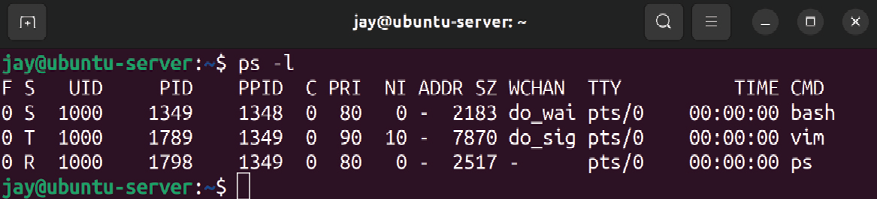 jay@ubuntu-server: ~
jay@ubuntu-server:~$ ps -l
F S   UID     PID    PPID  C PRI  NI ADDR SZ WCHAN  TTY          TIME CMD
0 S  1000    1349    1348  0  80   0 -  2183 do_wai pts/0    00:00:00 bash
0 T  1000    1789    1349  0  90  10 -  7870 do_sig pts/0    00:00:00 vim
0 R  1000    1798    1349  0  80   0 -  2517 -      pts/0    00:00:00 ps
jay@ubuntu-server:~$